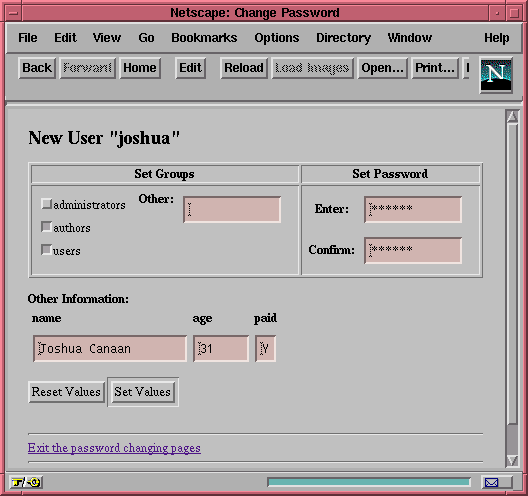 Netscape: Change Password
File Edit View Go Bookmarks Options Directory Window Help
Back Forward Home Edit Reload Load Images Open... Print...
N
New User "joshua"
Set Groups Set Password
administrators Other: Enter: ******
authors
users Confirm: ******
Other Information:
name age paid
Joshua Canaan 31 Y
Reset Values Set Values
Exit the password changing pages